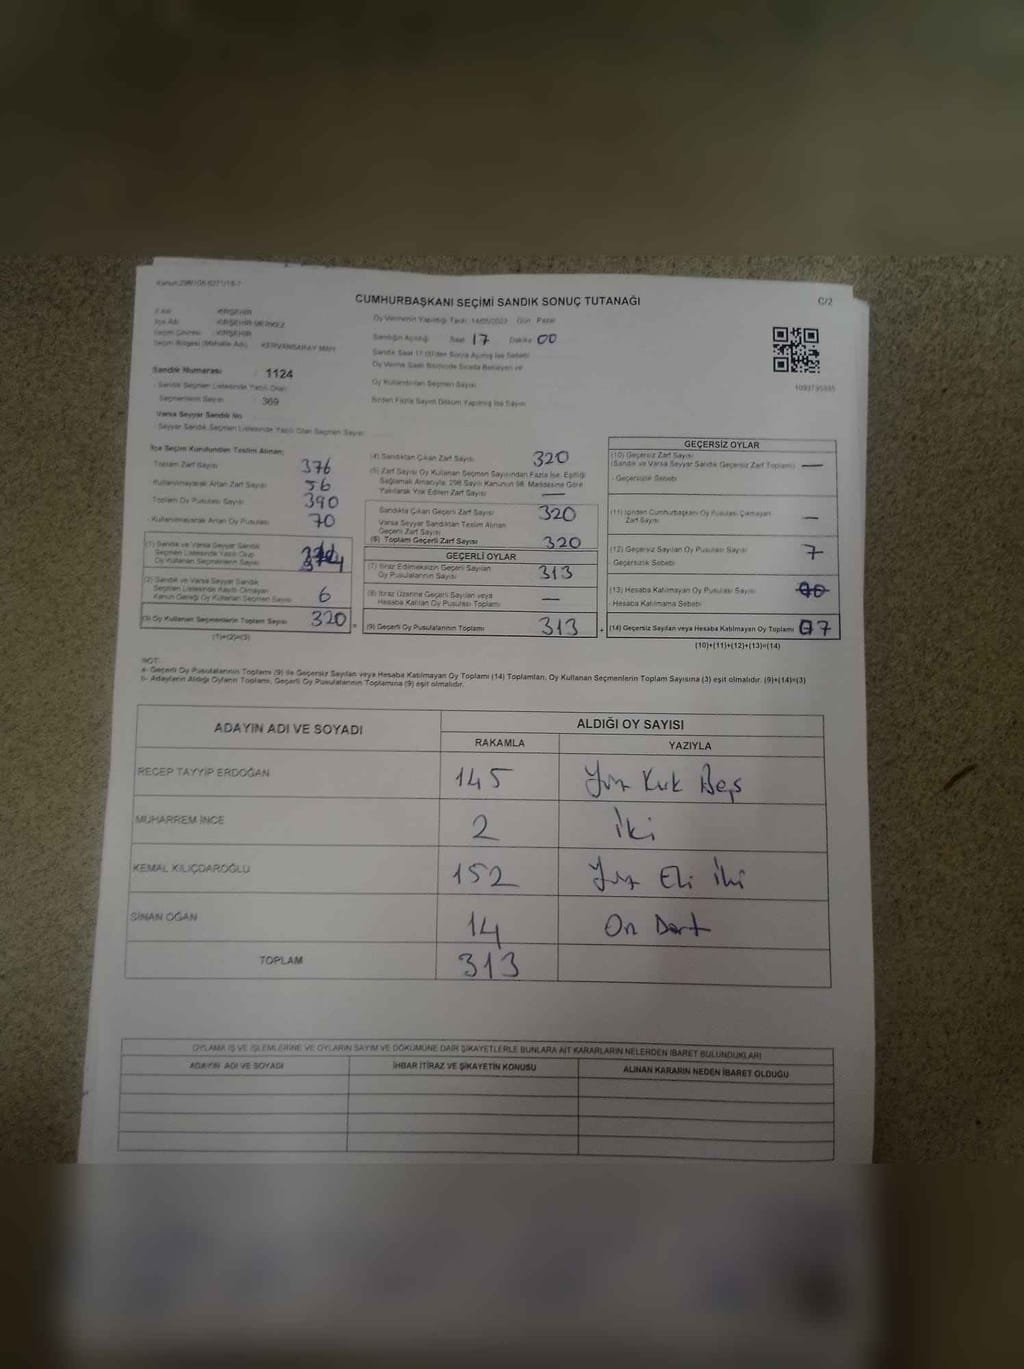 Kanun:298/105-6271/18-7
CUMHURBAŞKANI SEÇİMİ SANDIK SONUÇ TUTANAĞI
C/2
İl Adı : KIRŞEHİR
İlçe Adı : KIRŞEHİR MERKEZ
Seçim Çevresi : KIRŞEHİR
Seçim Bölgesi (Mahalle Adı) : KERVANSARAY MAH.
Sandık Numarası : 1124
- Sandık Seçmen Listesinde Yazılı Olan
Seçmenlerin Sayısı : 369
Varsa Seyyar Sandık No
- Seyyar Sandık Seçmen Listesinde Yazılı Olan Seçmen Sayısı
Oy Vermenin Yapıldığı Tarih: 14/05/2023 Gün: Pazar
Sandığın Açıldığı Saat 17 Dakika 00
Sandık Saat 17:00'den Sonra Açılmış İse Sebebi
Oy Verme Saati Bitiminde Sırada Bekleyen ve
Oy Kullandırılan Seçmen Sayısı
Birden Fazla Sayım Döküm Yapılmış İse Sayısı
1093795935
İlçe Seçim Kurulundan Teslim Alınan;
Toplam Zarf Sayısı 376
- Kullanılmayarak Artan Zarf Sayısı 56
Toplam Oy Pusulası Sayısı 390
- Kullanılmayarak Artan Oy Pusulası 70
(1) Sandık ve Varsa Seyyar Sandık
Seçmen Listesinde Yazılı Olup
Oy Kullanan Seçmenlerin Sayısı
(2) Sandık ve Varsa Seyyar Sandık
Seçmen Listesinde Kayıtlı Olmayan
Kanun Gereği Oy Kullanan Seçmenlerin Sayısı 6
(3) Oy Kullanan Seçmenlerin Toplam Sayısı 320
(1)+(2)=(3)
(4) Sandıktan Çıkan Zarf Sayısı 320
(5) Zarf Sayısı Oy Kullanan Seçmen Sayısından Fazla İse, Eşitliği
Sağlamak Amacıyla, 298 Sayılı Kanunun 98. Maddesine Göre
Yakılarak Yok Edilen Zarf Sayısı —
Sandıkta Çıkan Geçerli Zarf Sayısı 320
Varsa Seyyar Sandıktan Teslim Alınan
Geçerli Zarf Sayısı
(6) Toplam Geçerli Zarf Sayısı 320
GEÇERLİ OYLAR
(7) İtiraz Edilmeksizin Geçerli Sayılan
Oy Pusulalarının Sayısı 313
(8) İtiraz Üzerine Geçerli Sayılan veya
Hesaba Katılan Oy Pusulası Toplamı —
= (9) Geçerli Oy Pusulalarının Toplamı 313
GEÇERSİZ OYLAR
(10) Geçersiz Zarf Sayısı
(Sandık ve Varsa Seyyar Sandık Geçersiz Zarf Toplamı) —
- Geçersizlik Sebebi
(11) İçinden Cumhurbaşkanı Oy Pusulası Çıkmayan
Zarf Sayısı —
(12) Geçersiz Sayılan Oy Pusulası Sayısı 7
- Geçersizlik Sebebi
(13) Hesaba Katılmayan Oy Pusulası Sayısı
- Hesaba Katılmama Sebebi
+ (14) Geçersiz Sayılan veya Hesaba Katılmayan Oy Toplamı 7
(10)+(11)+(12)+(13)=(14)
NOT:
a- Geçerli Oy Pusulalarının Toplamı (9) ile Geçersiz Sayılan veya Hesaba Katılmayan Oy Toplamı (14) Toplamları, Oy Kullanan Seçmenlerin Toplam Sayısına (3) eşit olmalıdır. (9)+(14)=(3)
b- Adayların Aldığı Oyların Toplamı, Geçerli Oy Pusulalarının Toplamına (9) eşit olmalıdır.
ADAYIN ADI VE SOYADI
ALDIĞI OY SAYISI
RAKAMLA YAZIYLA
RECEP TAYYİP ERDOĞAN 145 Yüz Kırk Beş
MUHARREM İNCE 2 İki
KEMAL KILIÇDAROĞLU 152 Yüz Elli İki
SİNAN OĞAN 14 On Dört
TOPLAM 313
OYLAMA İŞ VE İŞLEMLERİNE VE OYLARIN SAYIM VE DÖKÜMÜNE DAİR ŞİKAYETLERLE BUNLARA AİT KARARLARIN NELERDEN İBARET BULUNDUKLARI
ADAYIN ADI VE SOYADI İHBAR İTİRAZ VE ŞİKAYETİN KONUSU ALINAN KARARIN NEDEN İBARET OLDUĞU